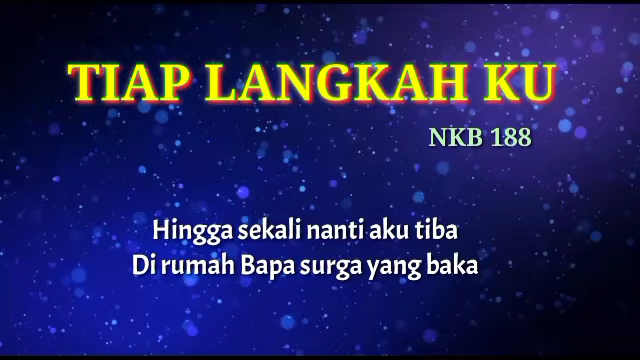 TIAP LANGKAH KU
NKB 188
Hingga sekali nanti aku tiba
Di rumah Bapa surga yang baka